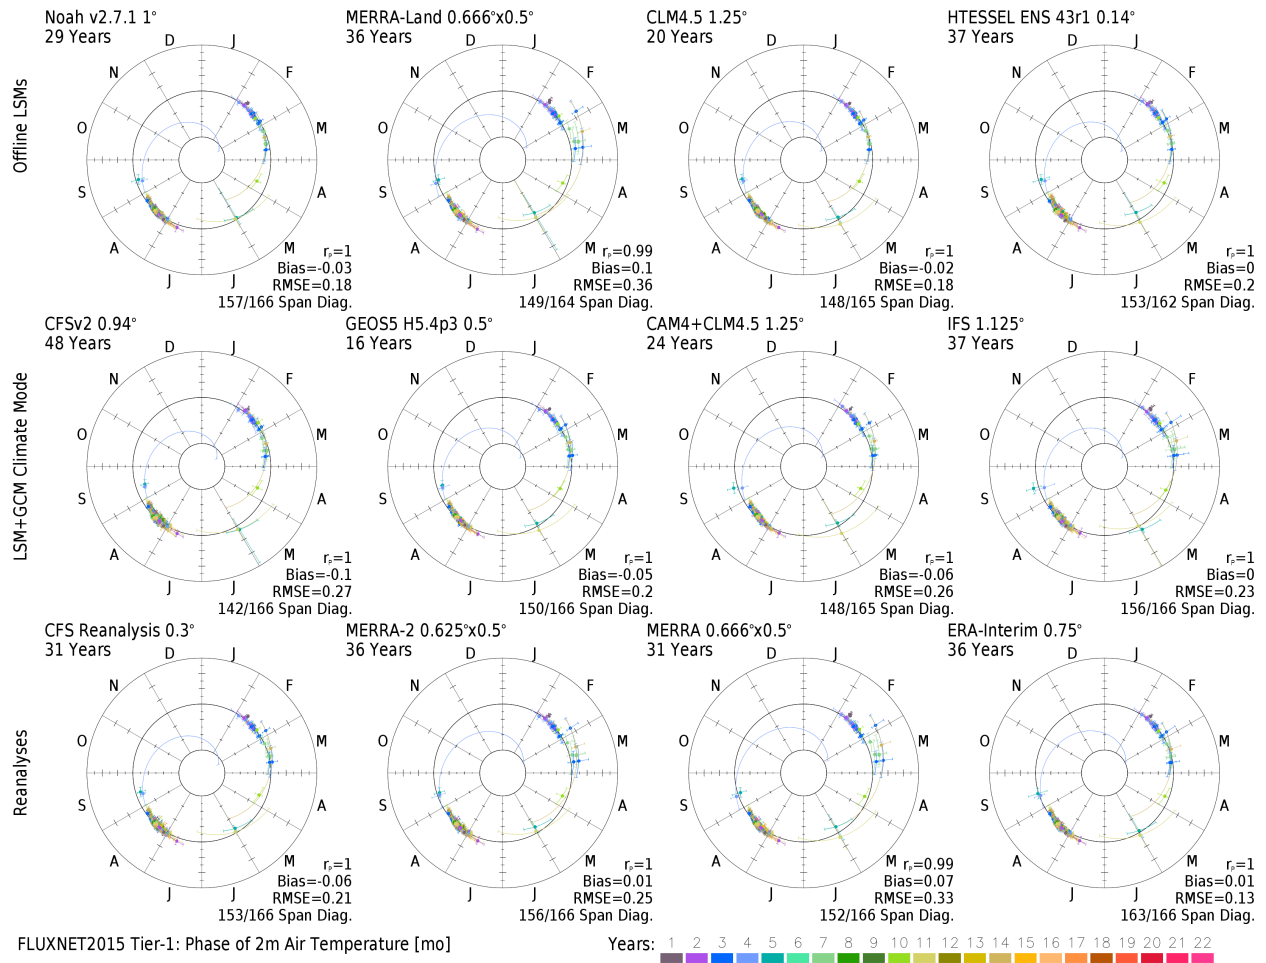 Noah v2.7.1 1°
29 Years
MERRA-Land 0.666°x0.5°
36 Years
CLM4.5 1.25°
20 Years
HTESSEL ENS 43r1 0.14°
37 Years
Offline LSMs
J F M A M J J A S O N D
rₚ=1
Bias=-0.03
RMSE=0.18
157/166 Span Diag.
J F M A M J J A S O N D
rₚ=0.99
Bias=0.1
RMSE=0.36
149/164 Span Diag.
J F M A M J J A S O N D
rₚ=1
Bias=-0.02
RMSE=0.18
148/165 Span Diag.
J F M A M J J A S O N D
rₚ=1
Bias=0
RMSE=0.2
153/162 Span Diag.
CFSv2 0.94°
48 Years
GEOS5 H5.4p3 0.5°
16 Years
CAM4+CLM4.5 1.25°
24 Years
IFS 1.125°
37 Years
LSM+GCM Climate Mode
J F M A M J J A S O N D
rₚ=1
Bias=-0.1
RMSE=0.27
142/166 Span Diag.
J F M A M J J A S O N D
rₚ=1
Bias=-0.05
RMSE=0.2
150/166 Span Diag.
J F M A M J J A S O N D
rₚ=1
Bias=-0.06
RMSE=0.26
148/165 Span Diag.
J F M A M J J A S O N D
rₚ=1
Bias=0
RMSE=0.23
156/166 Span Diag.
CFS Reanalysis 0.3°
31 Years
MERRA-2 0.625°x0.5°
36 Years
MERRA 0.666°x0.5°
31 Years
ERA-Interim 0.75°
36 Years
Reanalyses
J F M A M J J A S O N D
rₚ=1
Bias=-0.06
RMSE=0.21
153/166 Span Diag.
J F M A M J J A S O N D
rₚ=1
Bias=0.01
RMSE=0.25
156/166 Span Diag.
J F M A M J J A S O N D
rₚ=0.99
Bias=0.07
RMSE=0.33
152/166 Span Diag.
J F M A M J J A S O N D
rₚ=1
Bias=0.01
RMSE=0.13
163/166 Span Diag.
FLUXNET2015 Tier-1: Phase of 2m Air Temperature [mo]
Years: 1 2 3 4 5 6 7 8 9 10 11 12 13 14 15 16 17 18 19 20 21 22